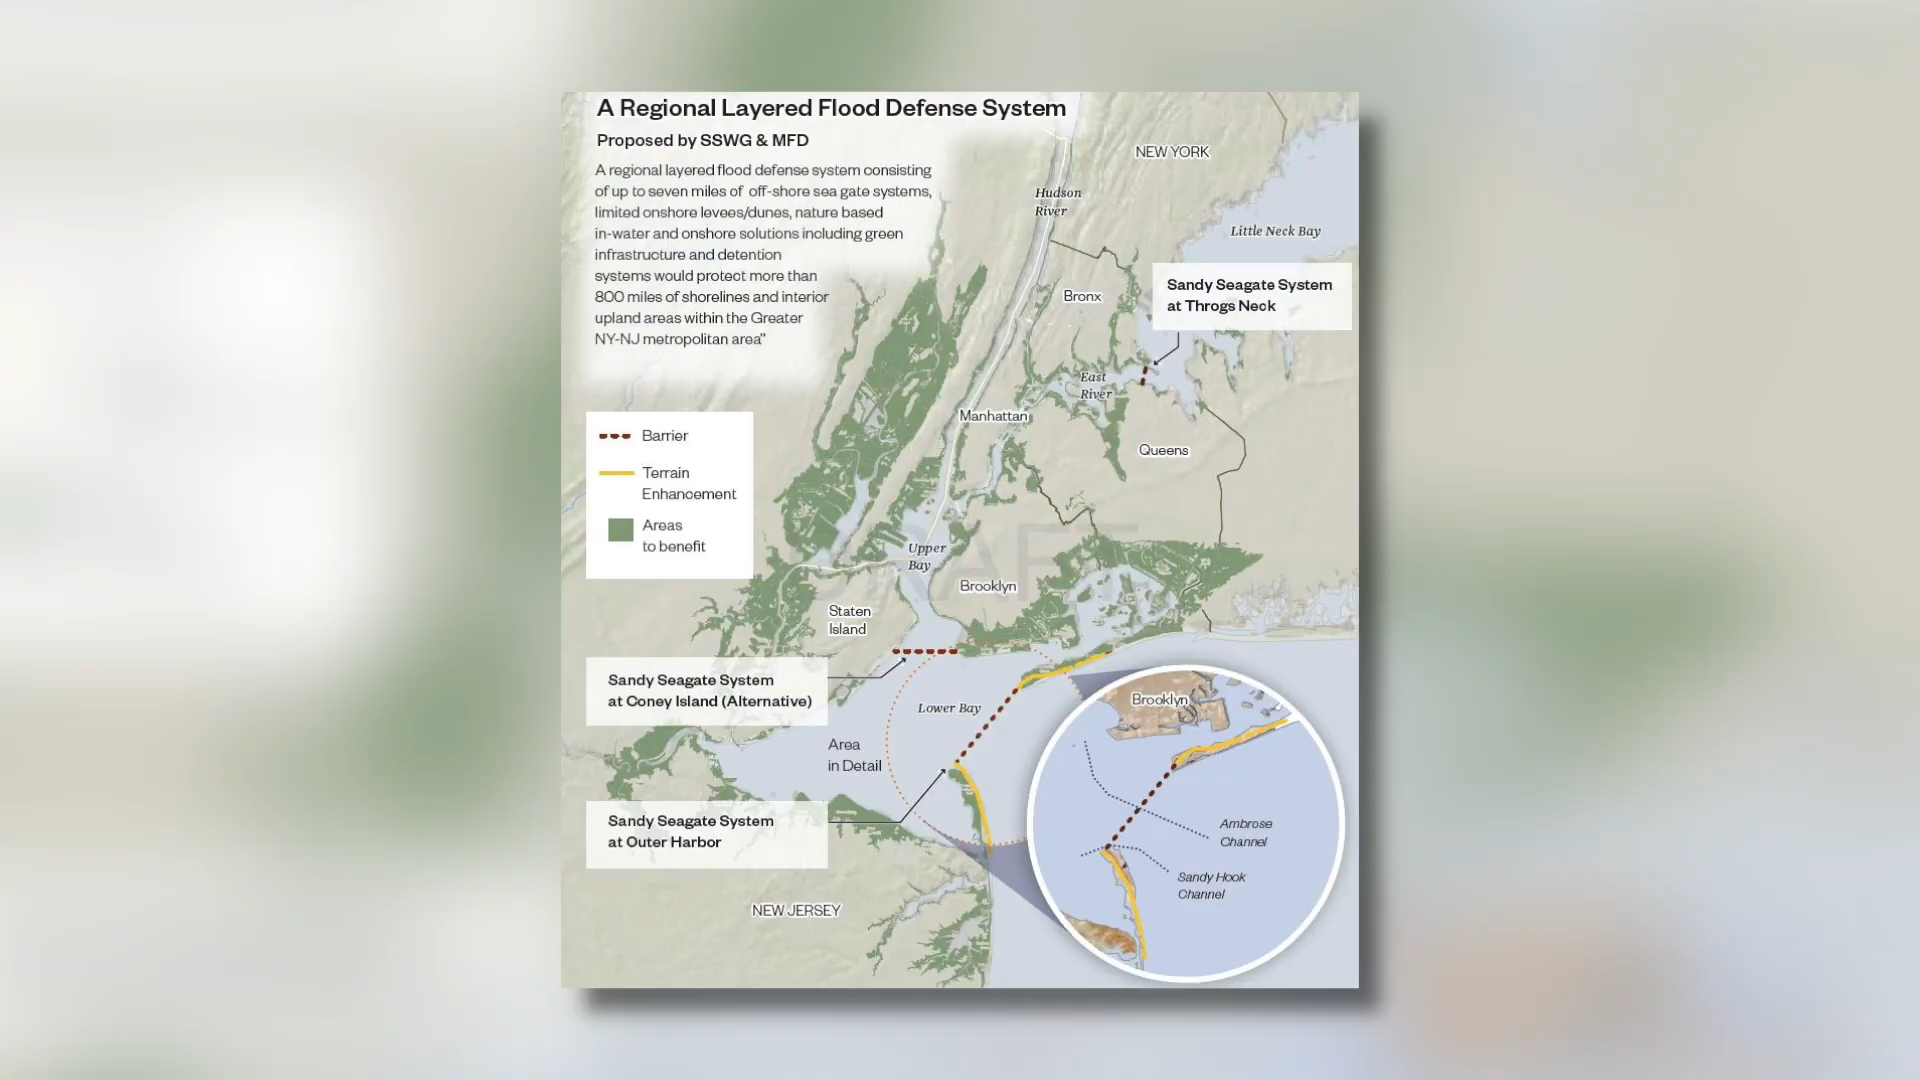 A Regional Layered Flood Defense System
Proposed by SSWG & MFD
A regional layered flood defense system consisting
of up to seven miles of off-shore sea gate systems,
limited onshore levees/dunes, nature based
in-water and onshore solutions including green
infrastructure and detention
systems would protect more than
800 miles of shorelines and interior
upland areas within the Greater
NY-NJ metropolitan area”
NEW YORK
Hudson
River
Little Neck Bay
Sandy Seagate System
at Throgs Neck
Bronx
East
River
Manhattan
Queens
Barrier
Terrain
Enhancement
Areas
to benefit
DRAFT
Upper
Bay
Brooklyn
Staten
Island
Sandy Seagate System
at Coney Island (Alternative)
Lower Bay
Area
in Detail
Sandy Seagate System
at Outer Harbor
NEW JERSEY
Brooklyn
Ambrose
Channel
Sandy Hook
Channel